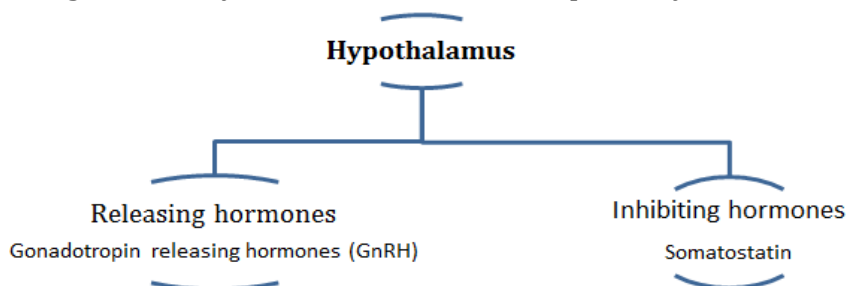 Hypothalamus
Releasing hormones
Gonadotropin releasing hormones (GnRH)
Inhibiting hormones
Somatostatin